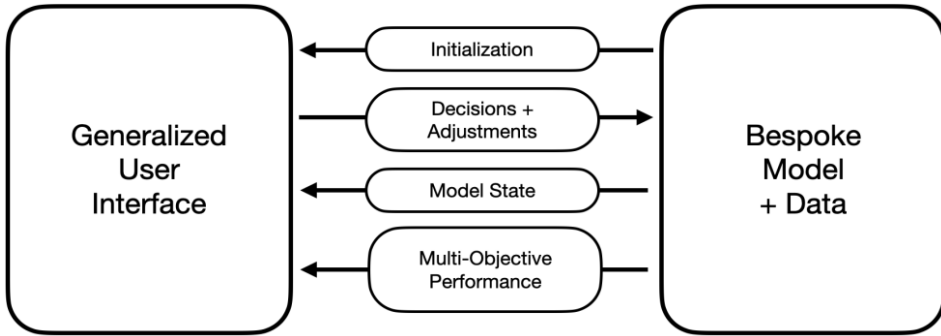 Generalized
User
Interface
Initialization
Decisions +
Adjustments
Model State
Multi-Objective
Performance
Bespoke
Model
+ Data